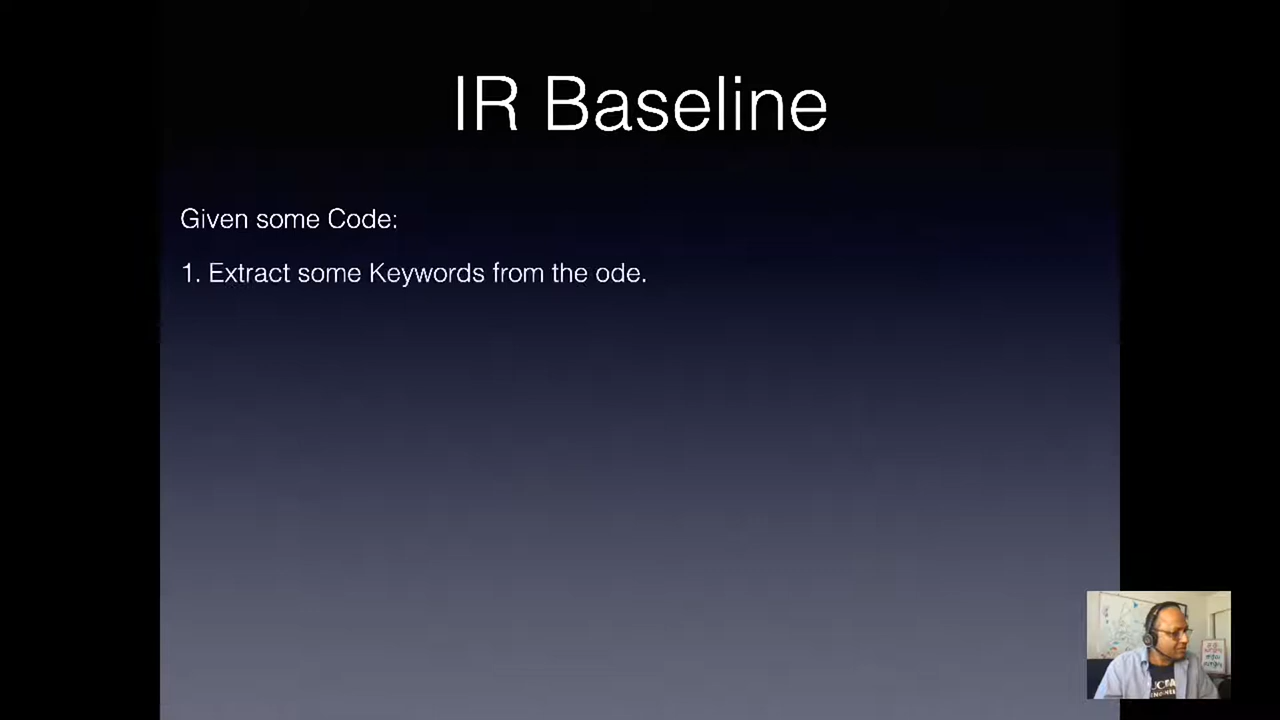 IR Baseline
Given some Code:
1. Extract some Keywords from the ode.